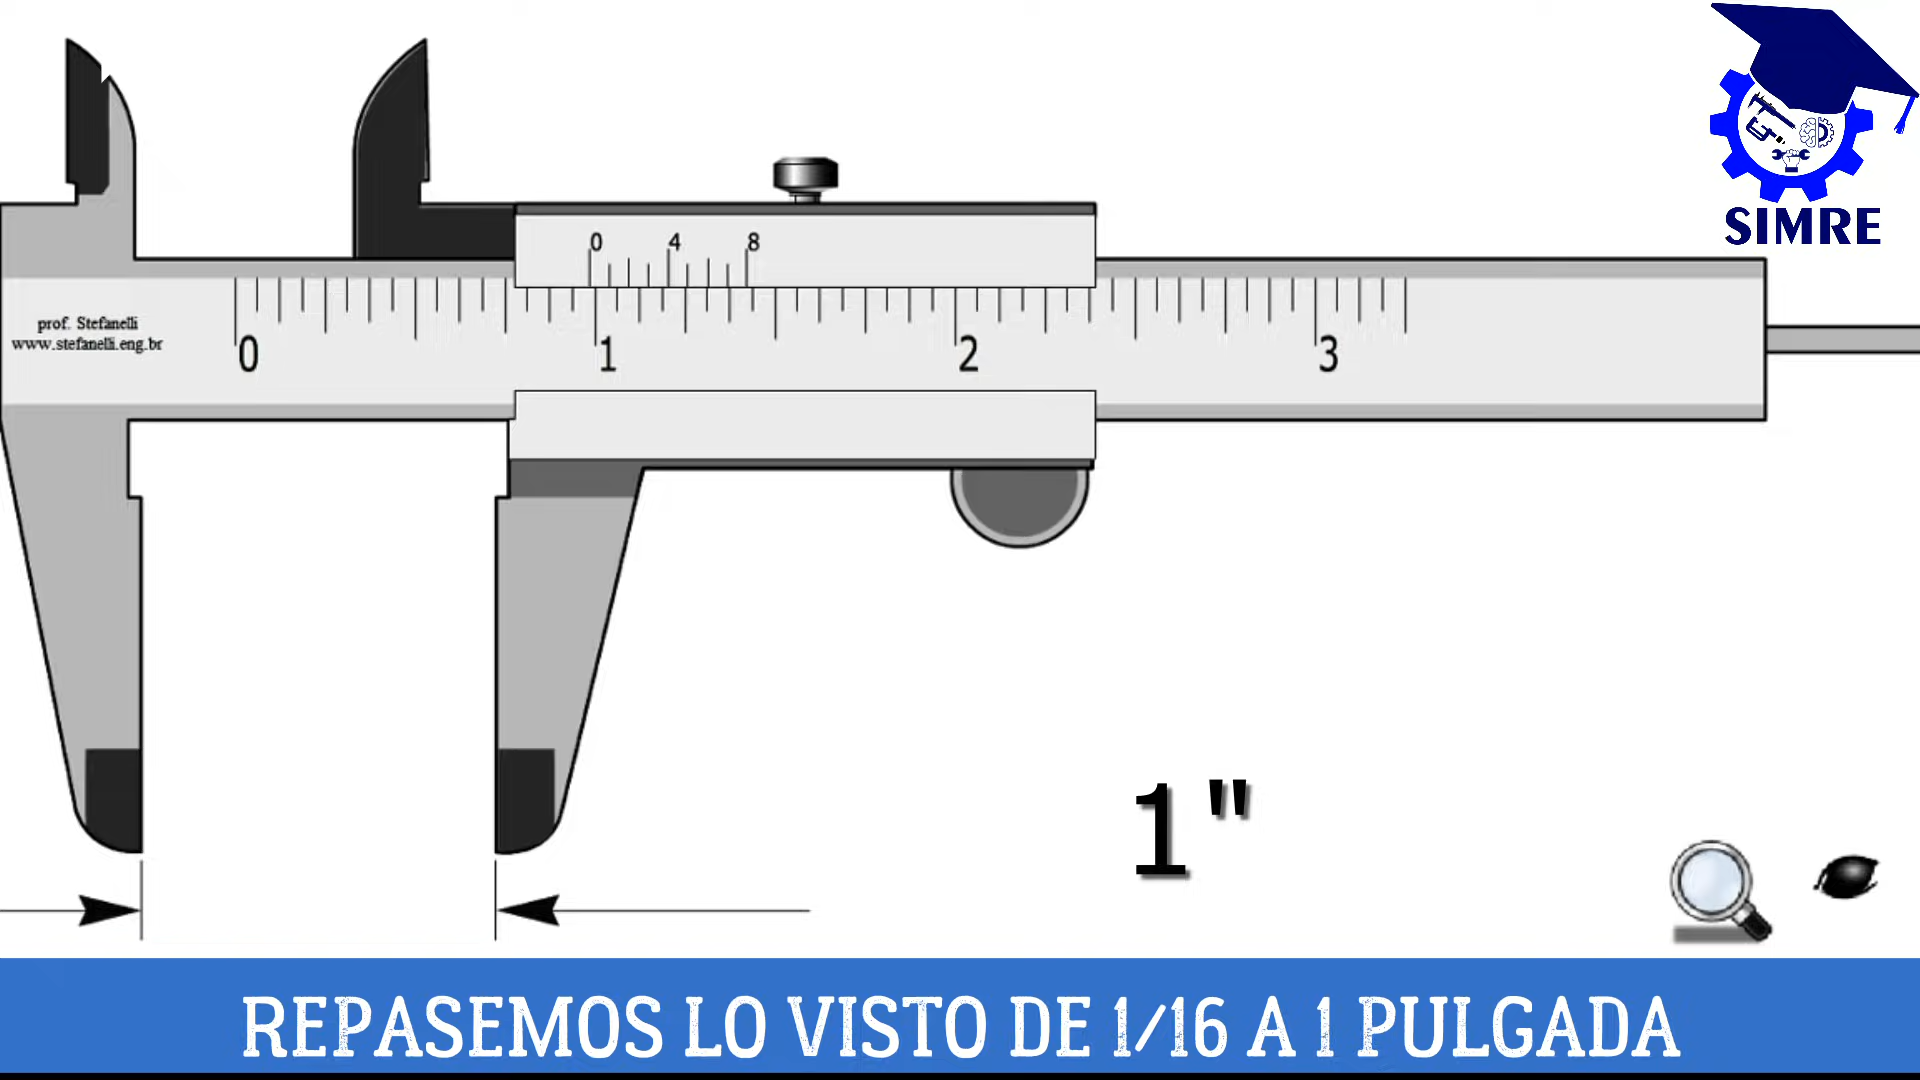 SIMRE
0 4 8
prof. Stefanelli
www.stefanelli.eng.br
0 1 2 3
1"
REPASEMOS LO VISTO DE 1/16 A 1 PULGADA